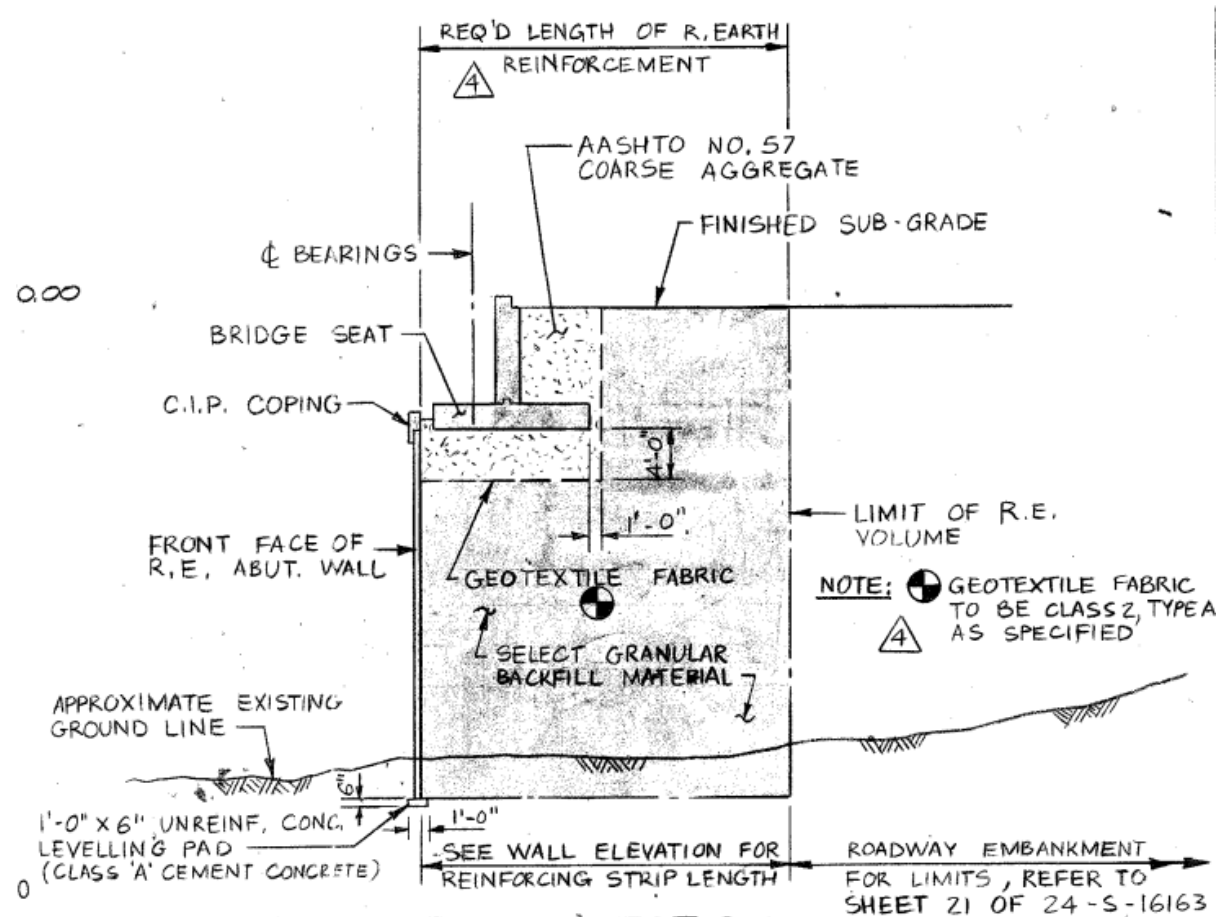 REQ'D LENGTH OF R. EARTH
REINFORCEMENT
4
AASHTO NO. 57
COARSE AGGREGATE
FINISHED SUB-GRADE
℄ BEARINGS
0.00
BRIDGE SEAT
C.I.P. COPING
4'-0"
1'-0"
LIMIT OF R.E.
VOLUME
FRONT FACE OF
R.E. ABUT. WALL
GEOTEXTILE FABRIC
NOTE: GEOTEXTILE FABRIC
TO BE CLASS 2, TYPE A
AS SPECIFIED
4
SELECT GRANULAR
BACKFILL MATERIAL
APPROXIMATE EXISTING
GROUND LINE
6"
1'-0" X 6" UNREINF. CONC.
LEVELLING PAD
(CLASS 'A' CEMENT CONCRETE)
1'-0"
SEE WALL ELEVATION FOR
REINFORCING STRIP LENGTH
ROADWAY EMBANKMENT
FOR LIMITS, REFER TO
SHEET 21 OF 24-S-16163
0